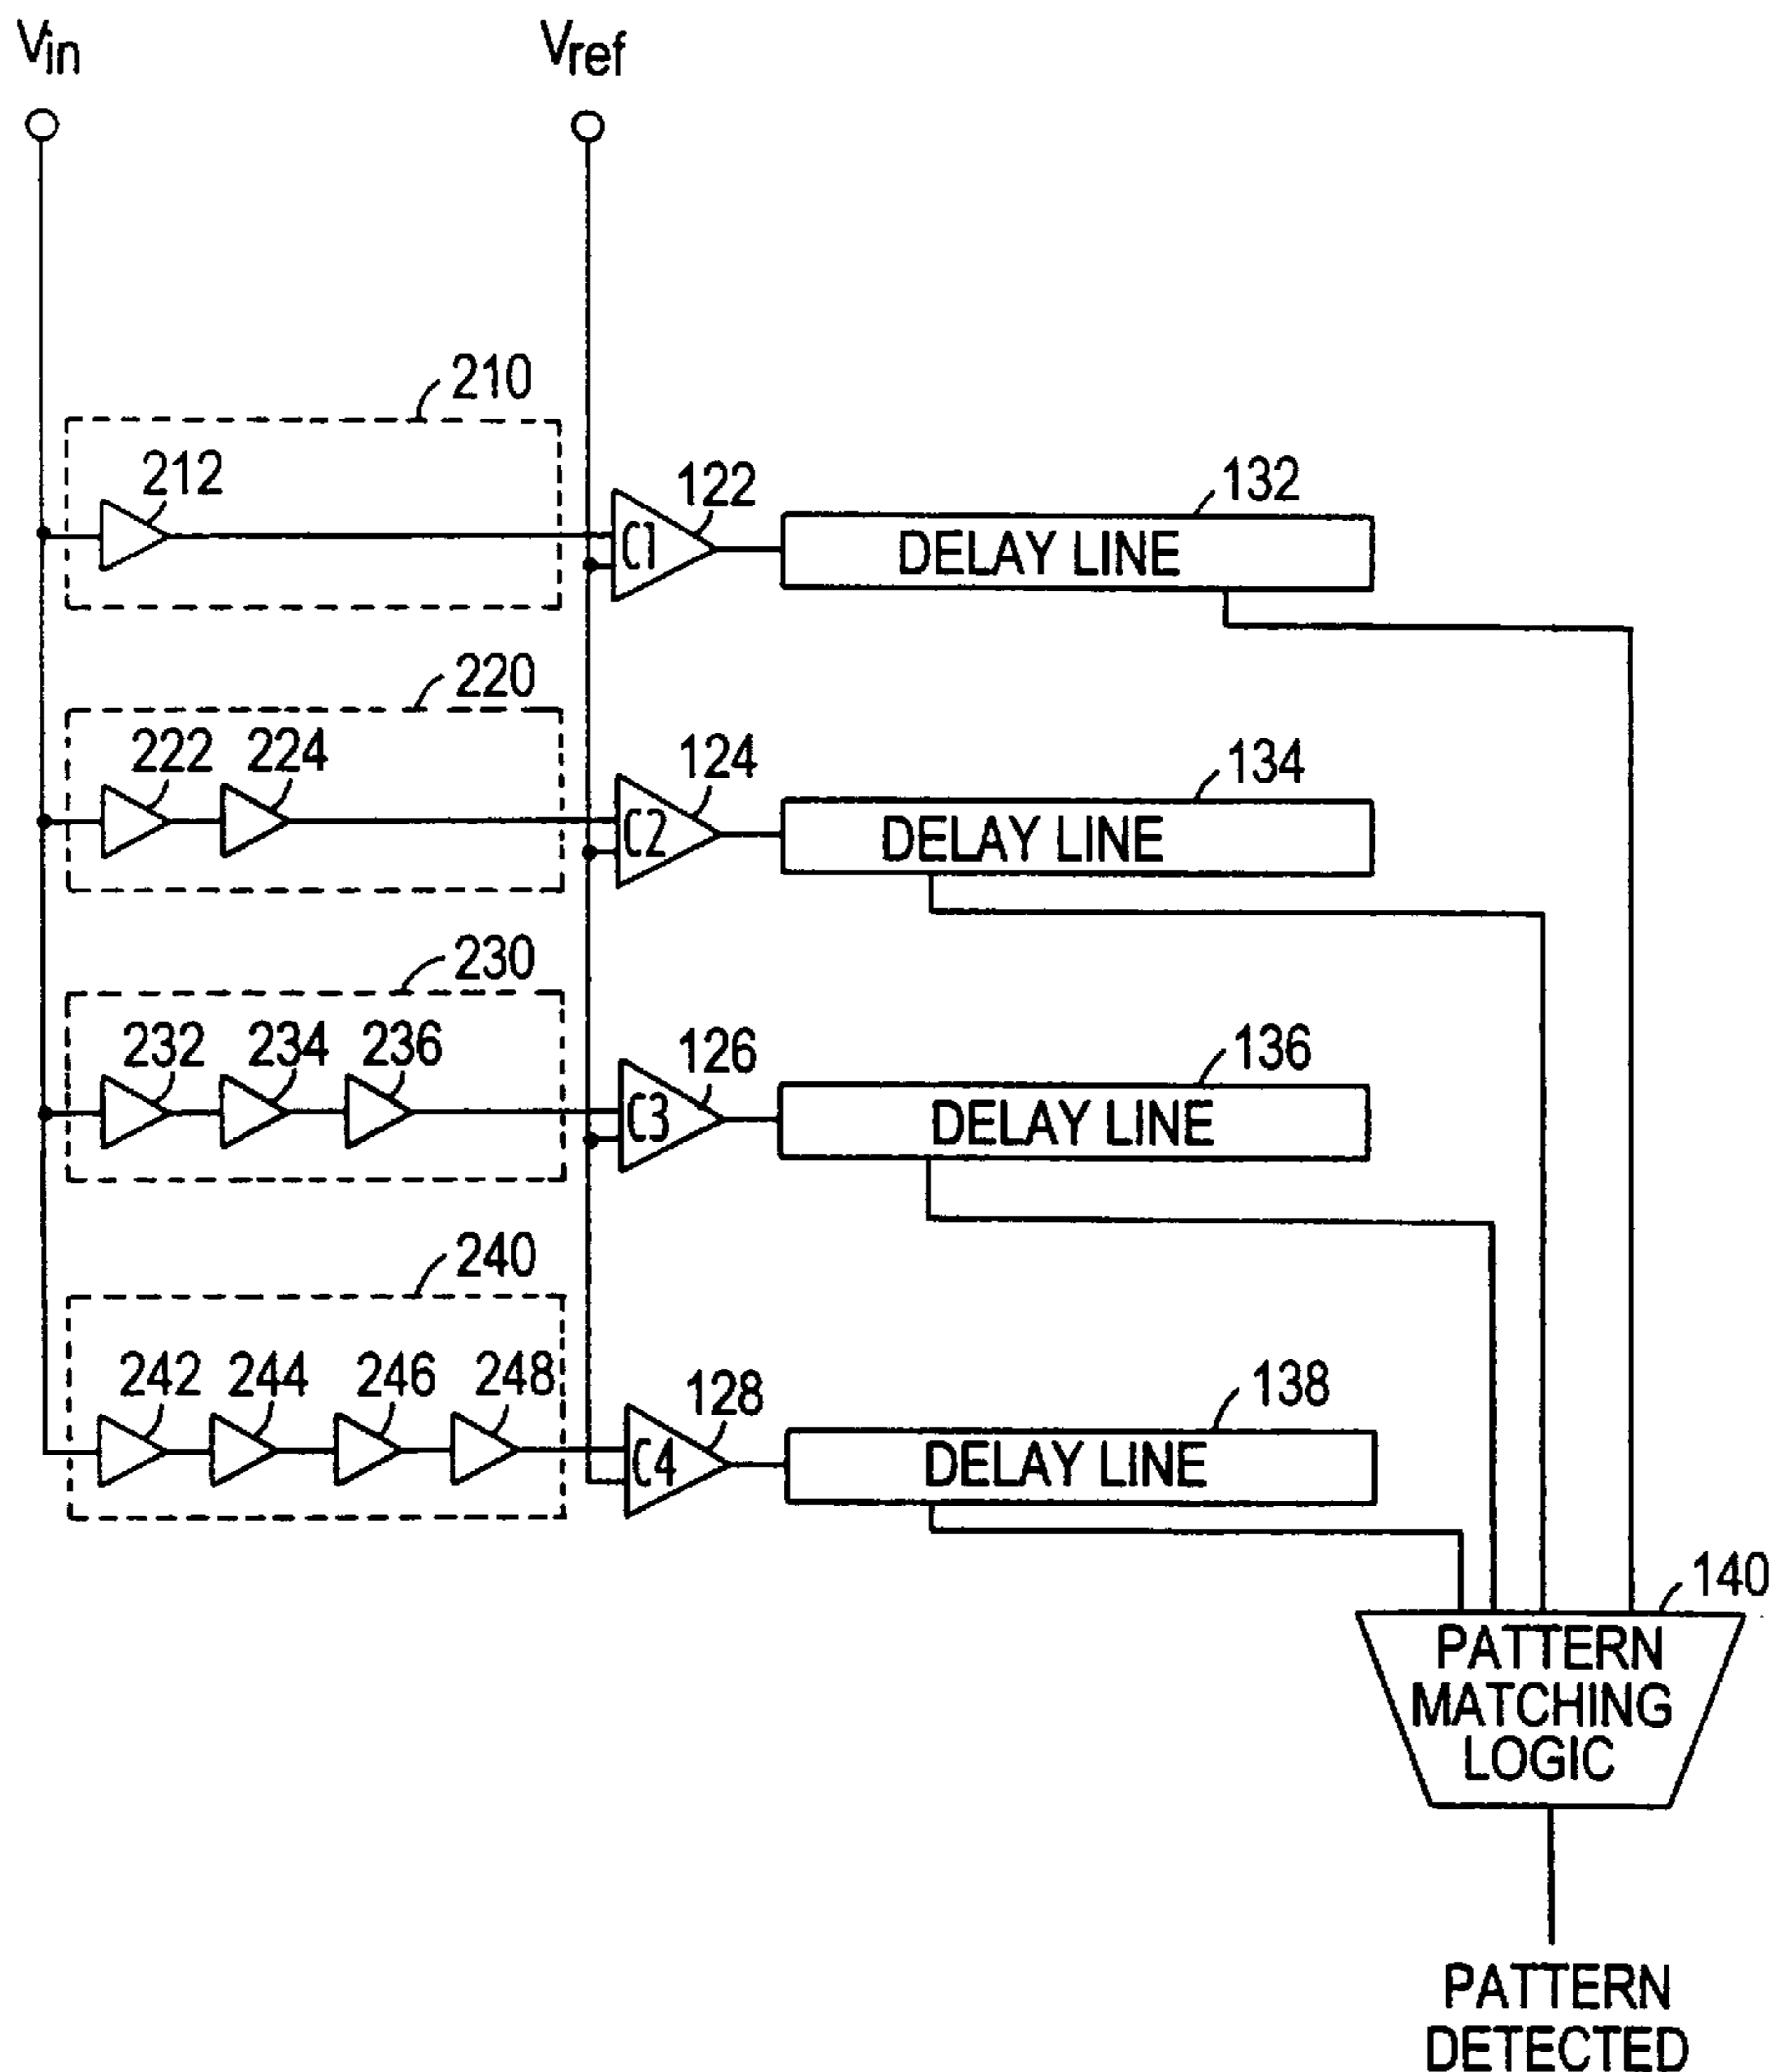 Vin Vref
210
212
122
C1
132
DELAY LINE
220
222 224
124
C2
134
DELAY LINE
230
232 234 236
126
C3
136
DELAY LINE
240
242 244 246 248
128
C4
138
DELAY LINE
140
PATTERN
MATCHING
LOGIC
PATTERN
DETECTED